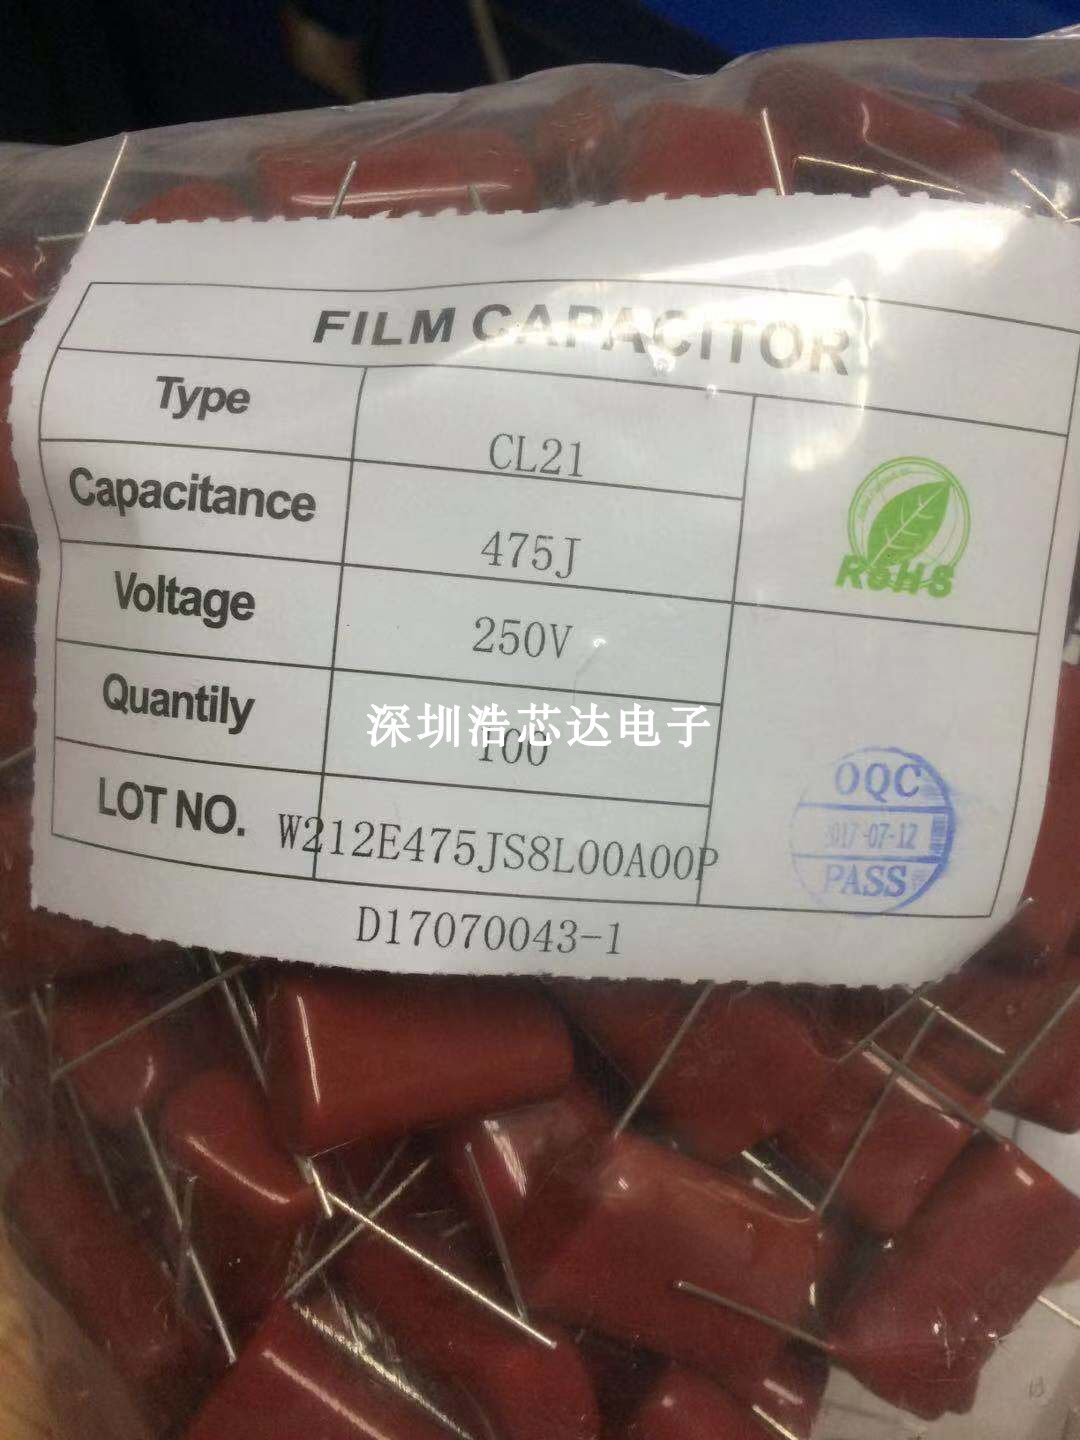 FILM CAPACITOR
Type CL21
Capacitance 475J
RoHS
Voltage 250V
Quantily 100
深圳浩芯达电子
OQC
2017-07-12
PASS
LOT NO. W212E475JS8L00A00P
D17070043-1